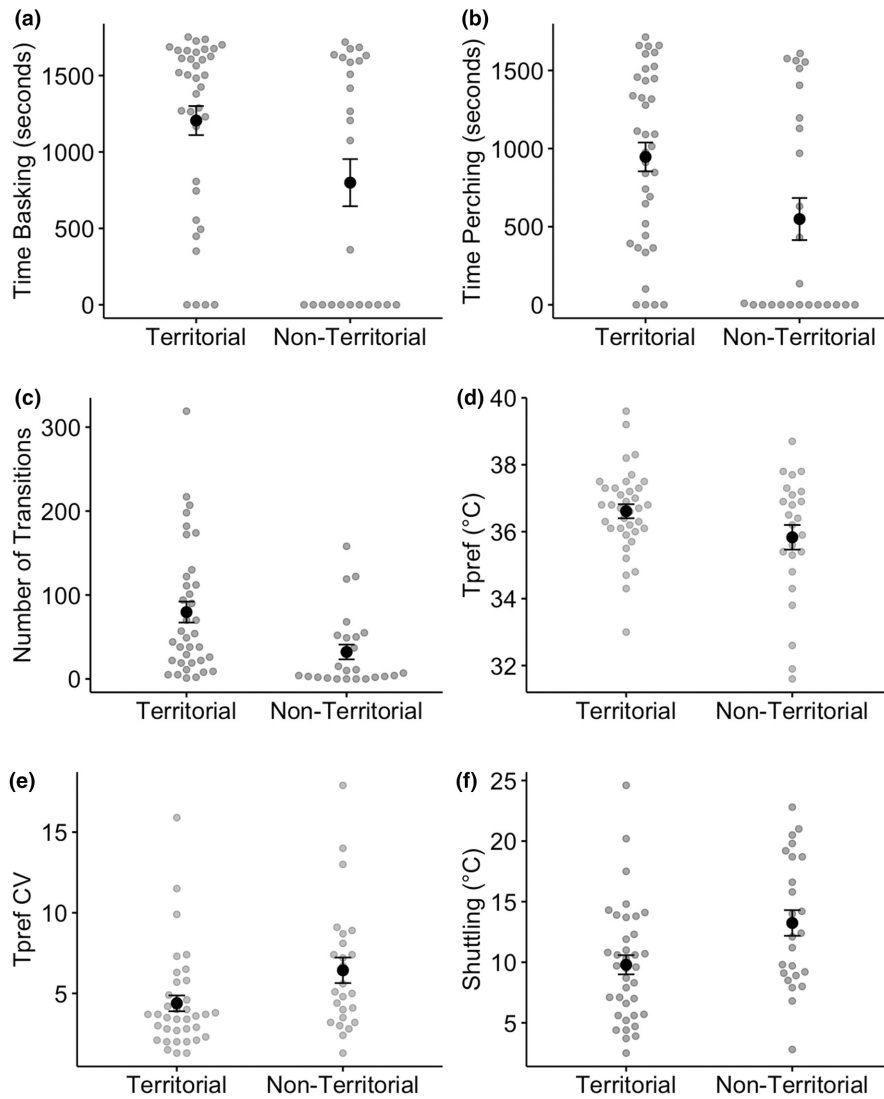 (a)
Time Basking (seconds)
1500
1000
500
0
Territorial Non-Territorial
(b)
Time Perching (seconds)
1500
1000
500
0
Territorial Non-Territorial
(c)
Number of Transitions
300
200
100
0
Territorial Non-Territorial
(d)
Tpref (°C)
40
38
36
34
32
Territorial Non-Territorial
(e)
Tpref CV
15
10
5
Territorial Non-Territorial
(f)
Shuttling (°C)
25
20
15
10
5
Territorial Non-Territorial